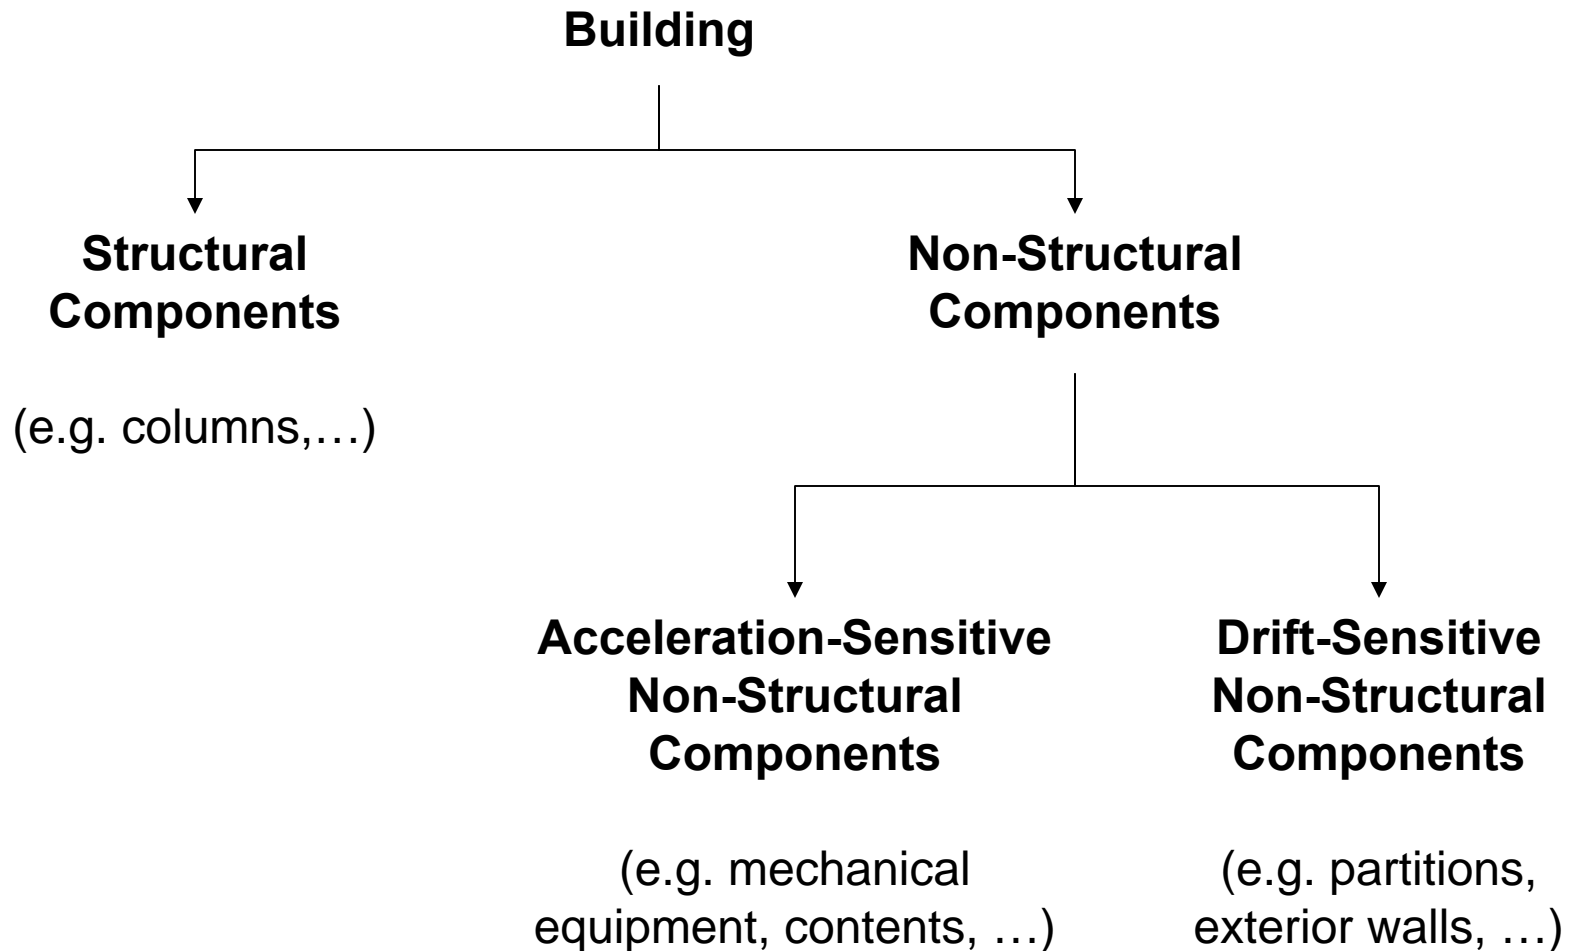 Building
Structural
Components
(e.g. columns,…)
Non-Structural
Components
Acceleration-Sensitive
Non-Structural
Components
(e.g. mechanical
equipment, contents, …)
Drift-Sensitive
Non-Structural
Components
(e.g. partitions,
exterior walls, …)